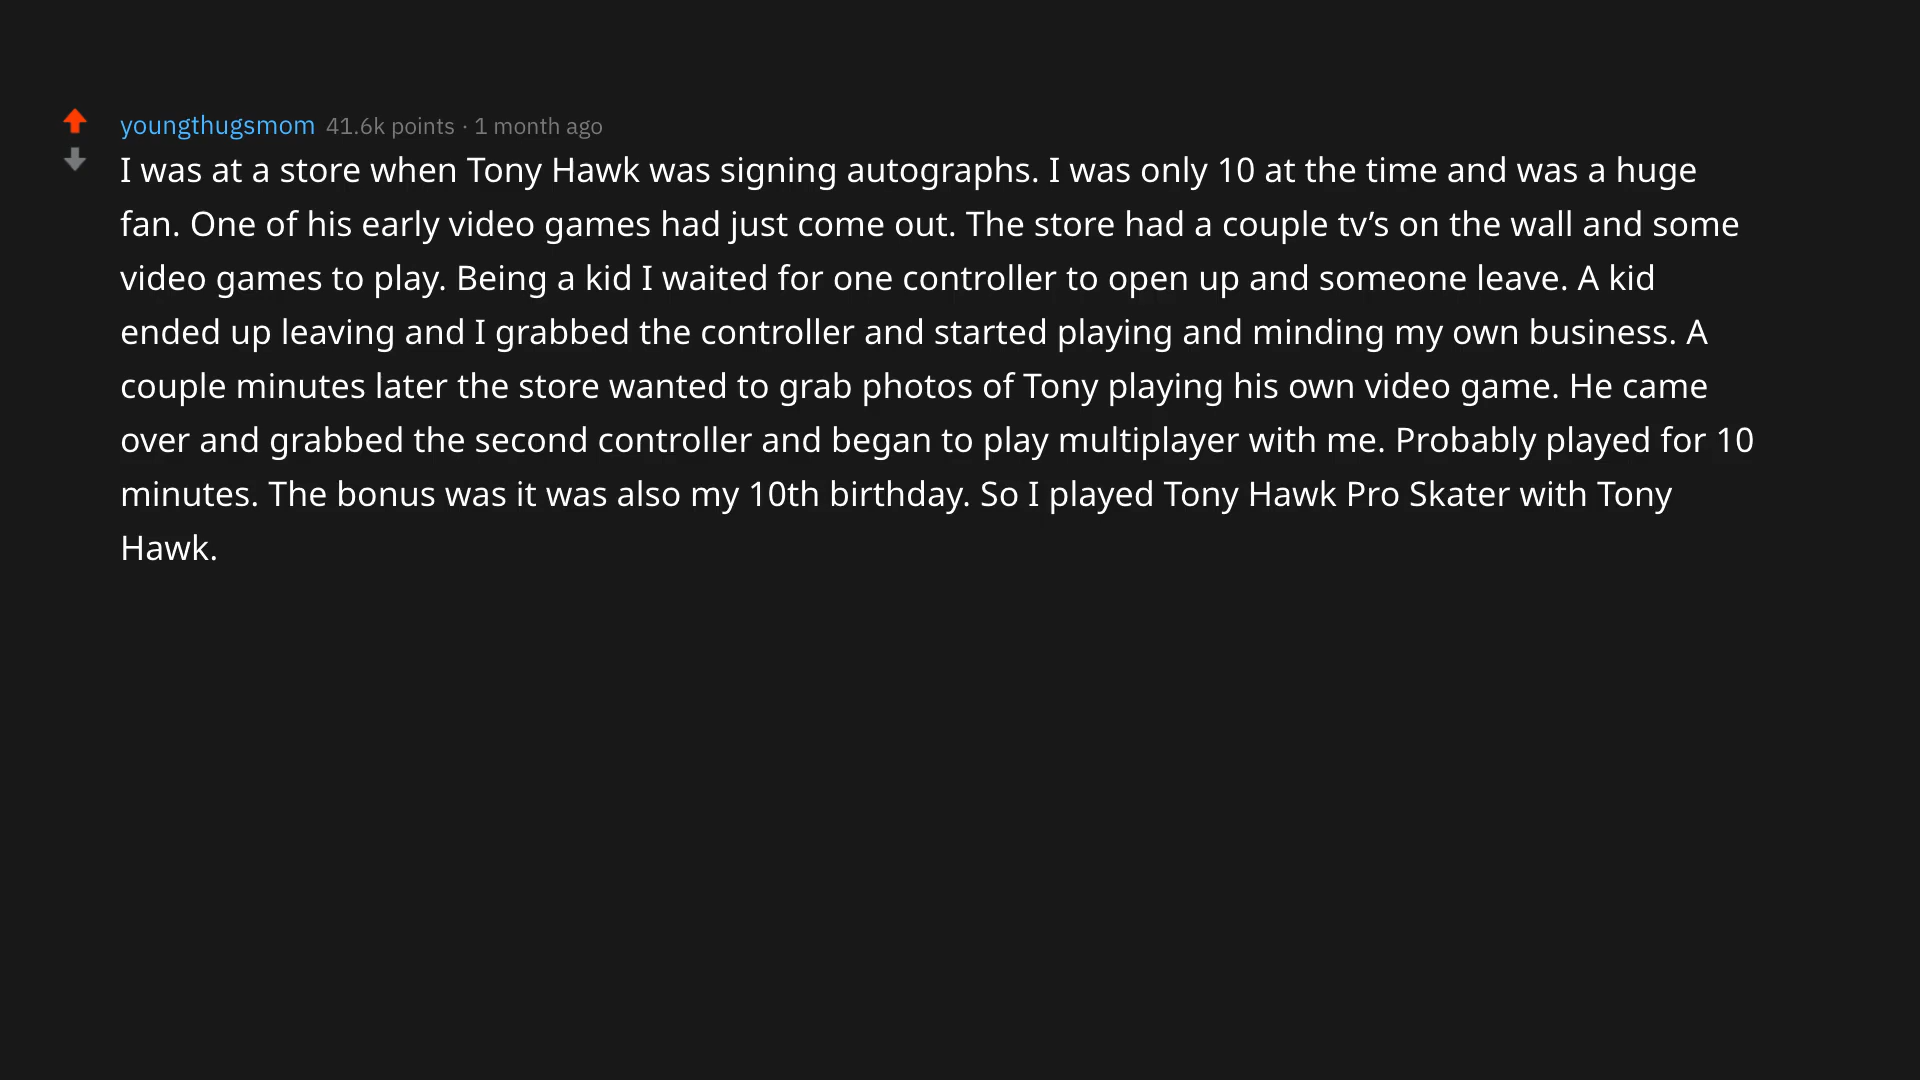 youngthugsmom 41.6k points · 1 month ago
I was at a store when Tony Hawk was signing autographs. I was only 10 at the time and was a huge
fan. One of his early video games had just come out. The store had a couple tv’s on the wall and some
video games to play. Being a kid I waited for one controller to open up and someone leave. A kid
ended up leaving and I grabbed the controller and started playing and minding my own business. A
couple minutes later the store wanted to grab photos of Tony playing his own video game. He came
over and grabbed the second controller and began to play multiplayer with me. Probably played for 10
minutes. The bonus was it was also my 10th birthday. So I played Tony Hawk Pro Skater with Tony
Hawk.